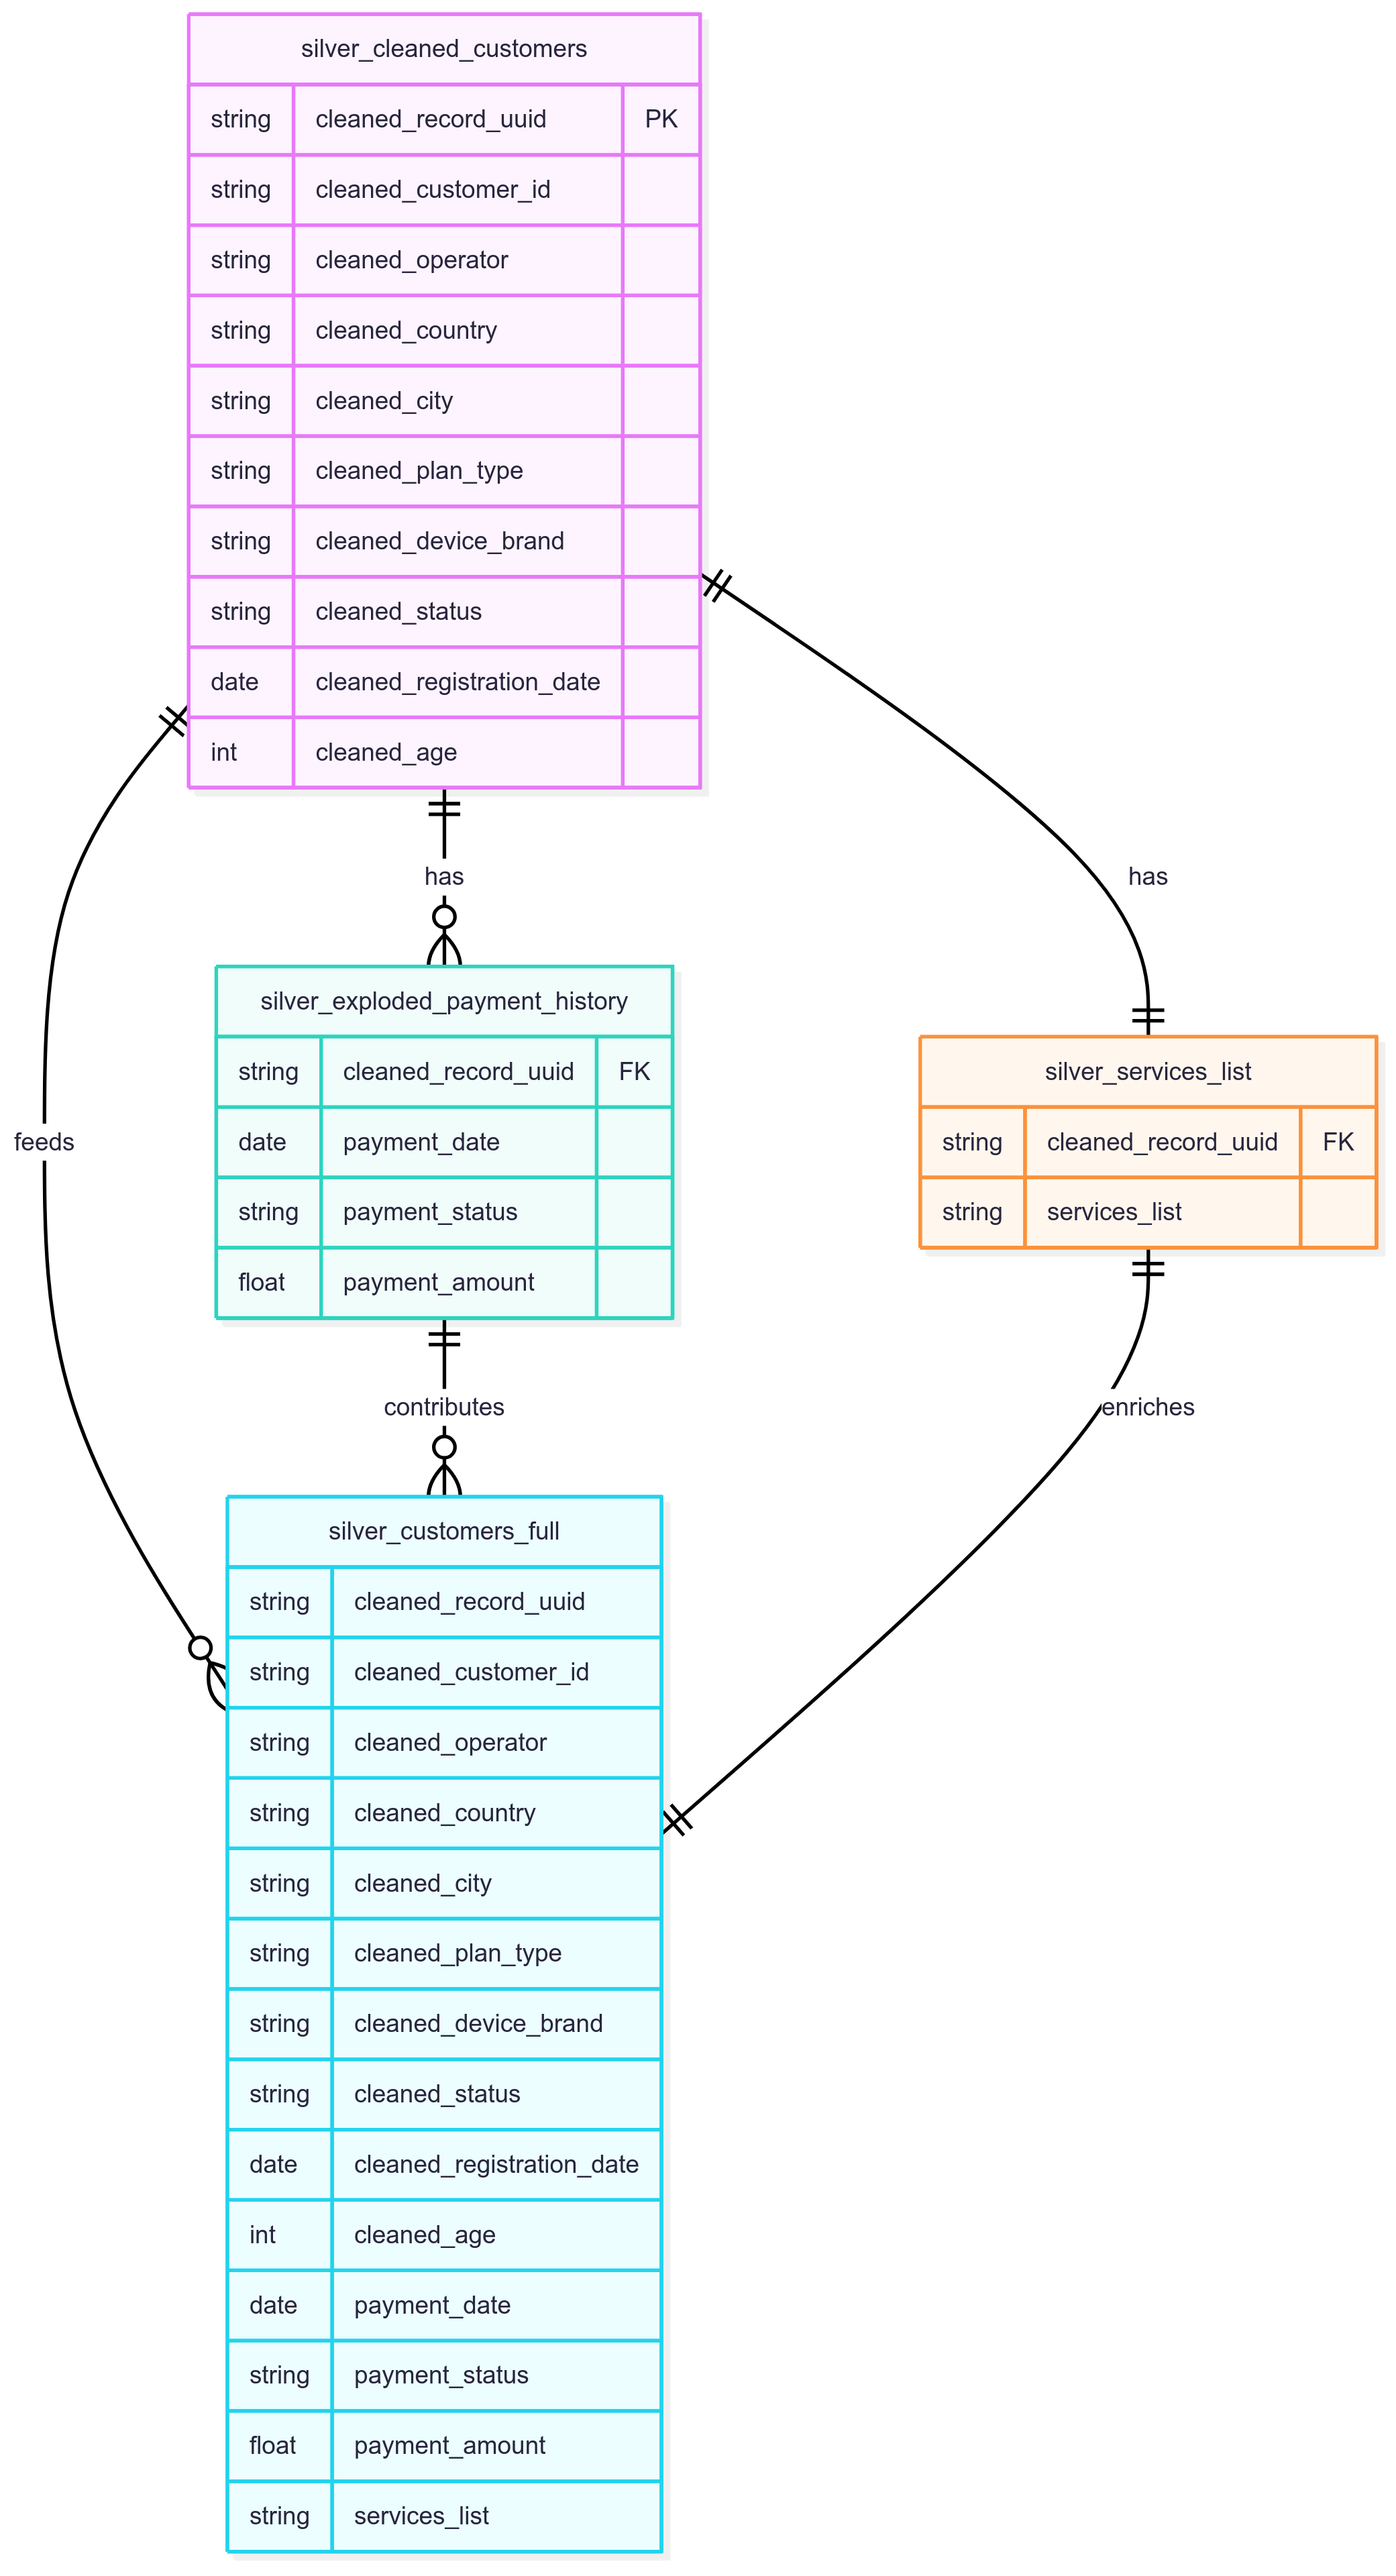 silver_cleaned_customers
string cleaned_record_uuid PK
string cleaned_customer_id
string cleaned_operator
string cleaned_country
string cleaned_city
string cleaned_plan_type
string cleaned_device_brand
string cleaned_status
date cleaned_registration_date
int cleaned_age
has
has
silver_exploded_payment_history
string cleaned_record_uuid FK
date payment_date
string payment_status
float payment_amount
silver_services_list
string cleaned_record_uuid FK
string services_list
feeds
contributes
enriches
silver_customers_full
string cleaned_record_uuid
string cleaned_customer_id
string cleaned_operator
string cleaned_country
string cleaned_city
string cleaned_plan_type
string cleaned_device_brand
string cleaned_status
date cleaned_registration_date
int cleaned_age
date payment_date
string payment_status
float payment_amount
string services_list